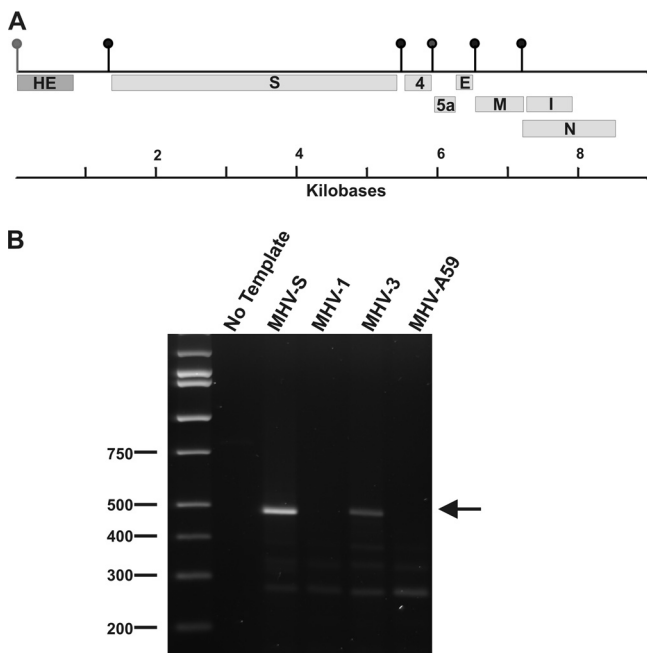 A
HE
S
4
E
5a
M
I
N
2
4
6
8
Kilobases
B
No Template
MHV-S
MHV-1
MHV-3
MHV-A59
750
500
400
300
200